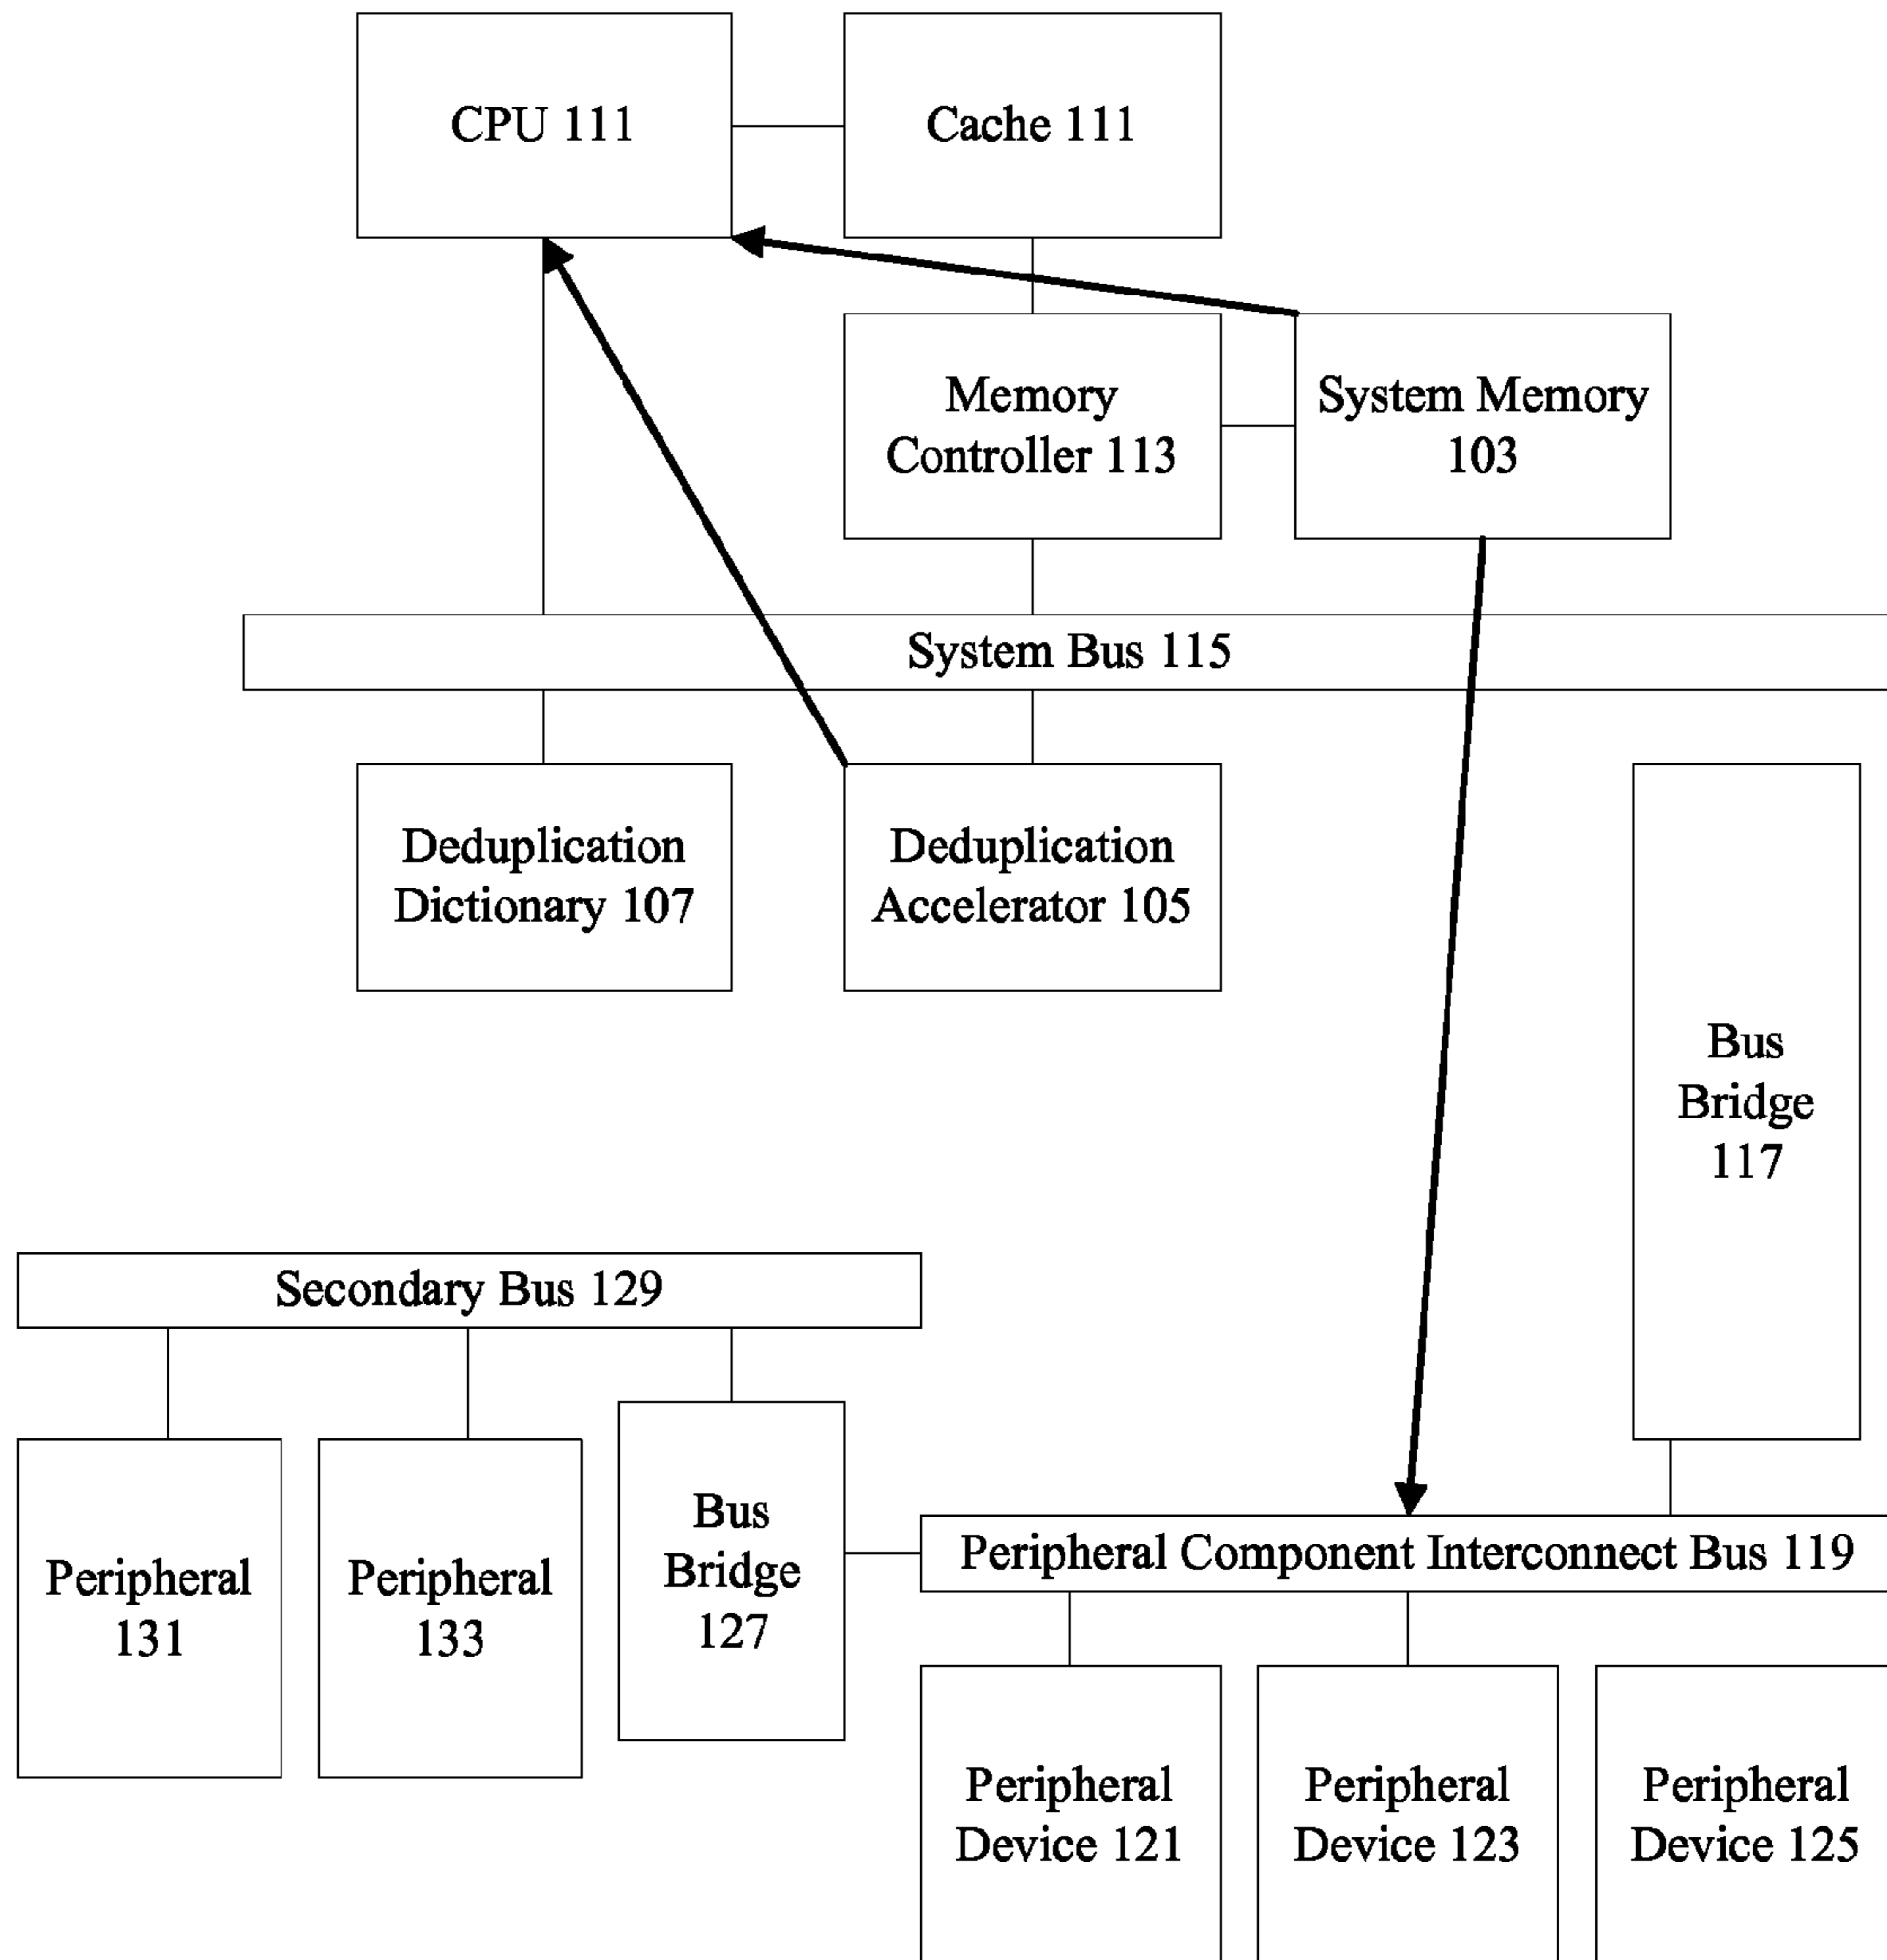 CPU 111
Cache 111
Memory
Controller 113
System Memory
103
System Bus 115
Deduplication
Dictionary 107
Deduplication
Accelerator 105
Bus
Bridge
117
Secondary Bus 129
Peripheral
131
Peripheral
133
Bus
Bridge
127
Peripheral Component Interconnect Bus 119
Peripheral
Device 121
Peripheral
Device 123
Peripheral
Device 125